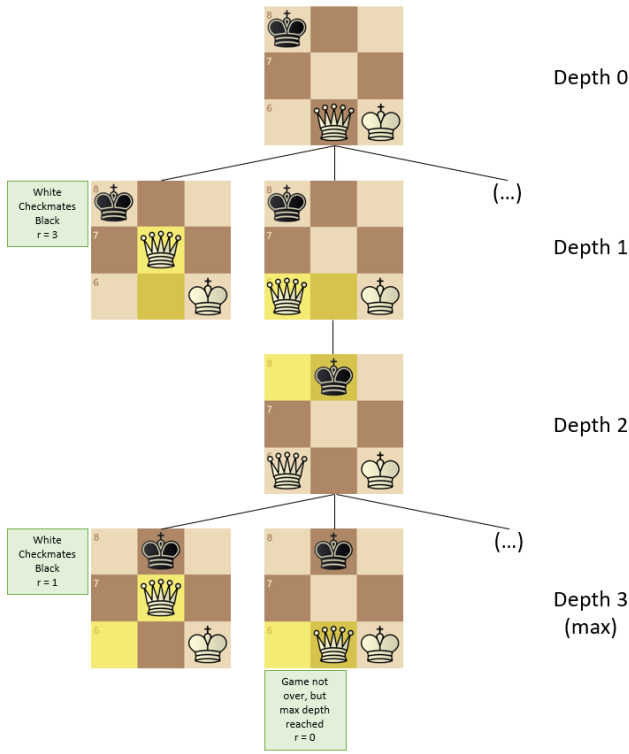 8
7
6
Depth 0
White
Checkmates
Black
r = 3
8
7
6
8
(...)
Depth 1
7
8
7
Depth 2
White
Checkmates
Black
r = 1
8
7
6
8
7
6
(...)
Depth 3
(max)
Game not
over, but
max depth
reached
r = 0